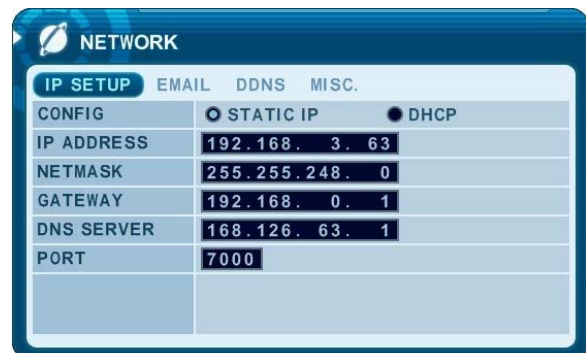 NETWORK
IP SETUP EMAIL DDNS MISC.
CONFIG STATIC IP DHCP
IP ADDRESS 192.168. 3. 63
NETMASK 255.255.248. 0
GATEWAY 192.168. 0. 1
DNS SERVER 168.126. 63. 1
PORT 7000